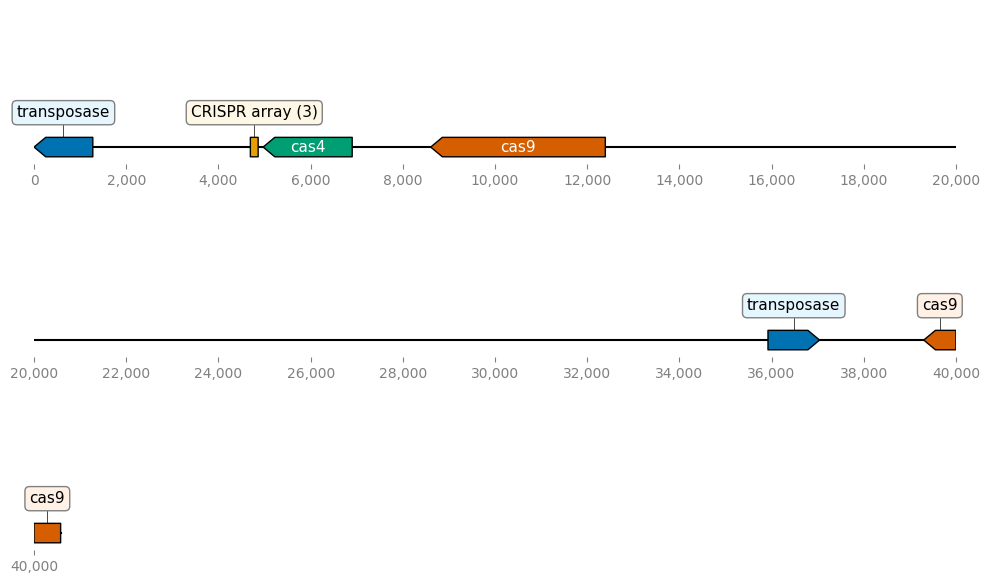 transposase CRISPR array (3)
cas4 cas9
0 2,000 4,000 6,000 8,000 10,000 12,000 14,000 16,000 18,000 20,000
transposase cas9
20,000 22,000 24,000 26,000 28,000 30,000 32,000 34,000 36,000 38,000 40,000
cas9
40,000